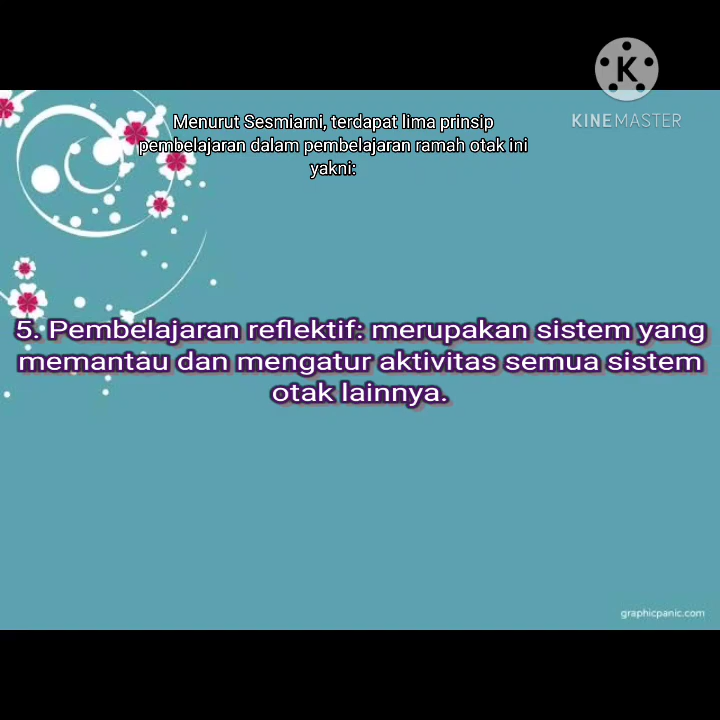 KINEMASTER
Menurut Sesmiarni, terdapat lima prinsip
pembelajaran dalam pembelajaran ramah otak ini
yakni:
5. Pembelajaran reflektif: merupakan sistem yang
memantau dan mengatur aktivitas semua sistem
otak lainnya.
graphicpanic.com